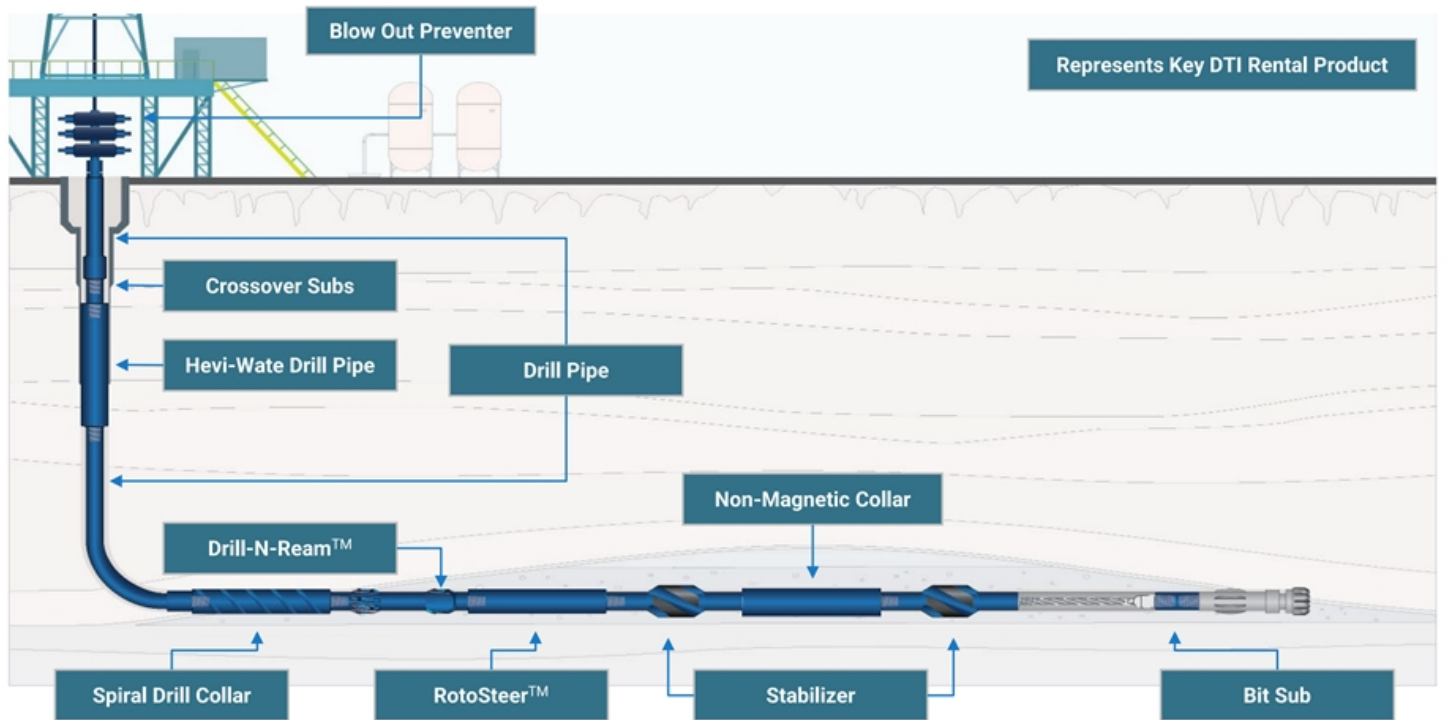 Blow Out Preventer
Represents Key DTI Rental Product
Crossover Subs
Hevi-Wate Drill Pipe
Drill Pipe
Non-Magnetic Collar
Drill-N-Ream™
Spiral Drill Collar
RotoSteer™
Stabilizer
Bit Sub